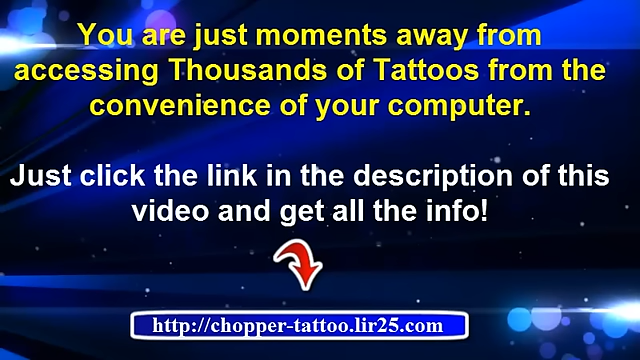 You are just moments away from
accessing Thousands of Tattoos from the
convenience of your computer.
Just click the link in the description of this
video and get all the info!
http://chopper-tattoo.lir25.com